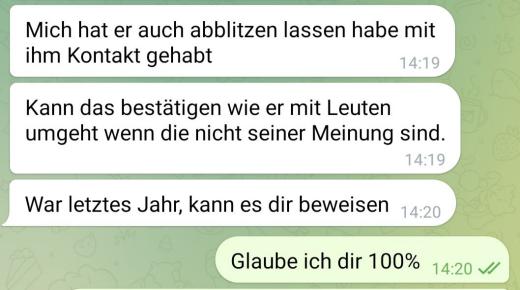 Mich hat er auch abblitzen lassen habe mit
ihm Kontakt gehabt
14:19
Kann das bestätigen wie er mit Leuten
umgeht wenn die nicht seiner Meinung sind.
14:19
War letztes Jahr, kann es dir beweisen 14:20
Glaube ich dir 100% 14:20